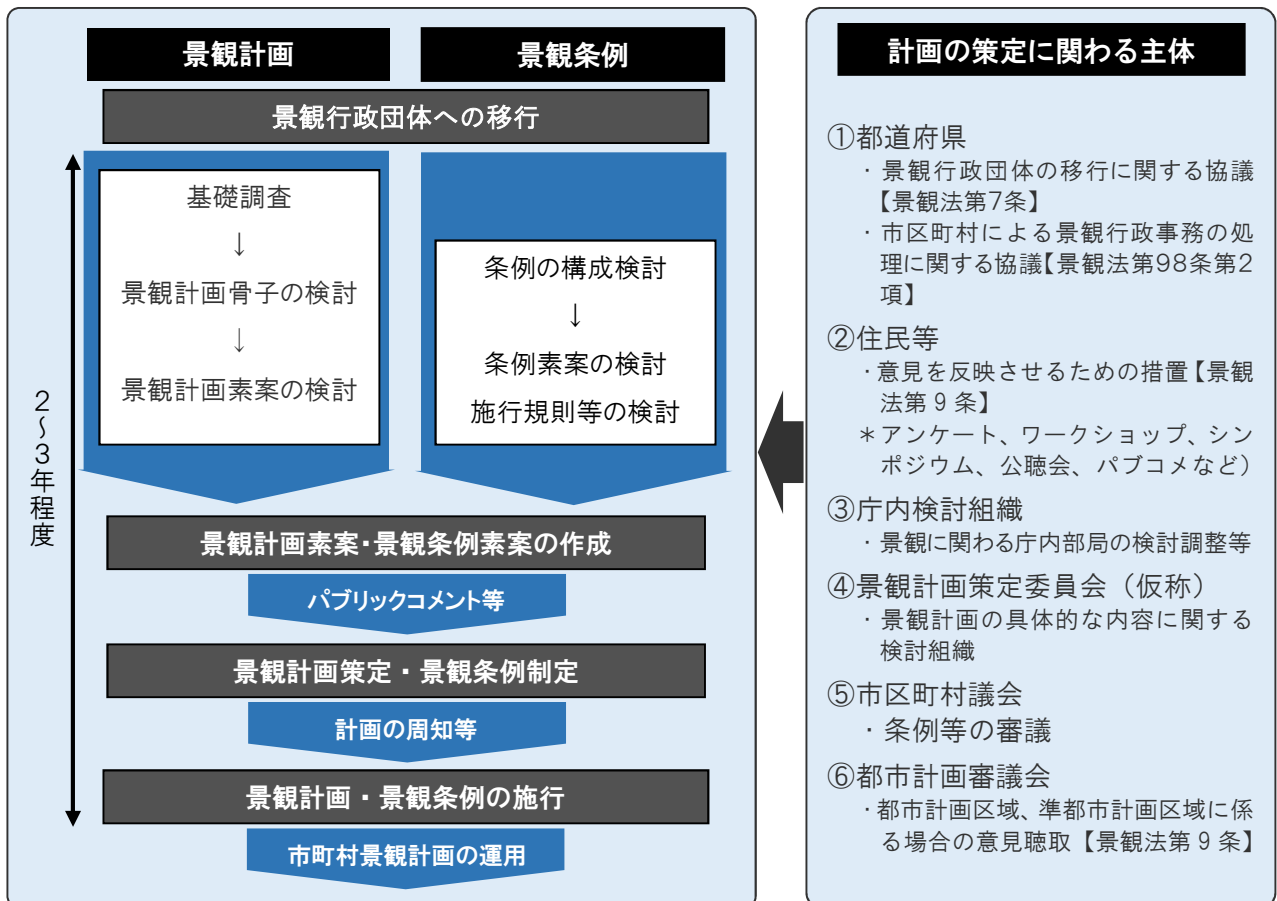 景観計画
景観条例
景観行政団体への移行
2~3年程度
基礎調査
↓
景観計画骨子の検討
↓
景観計画素案の検討
条例の構成検討
↓
条例素案の検討
施行規則等の検討
景観計画素案・景観条例素案の作成
パブリックコメント等
景観計画策定・景観条例制定
計画の周知等
景観計画・景観条例の施行
市町村景観計画の運用
計画の策定に関わる主体
①都道府県
・景観行政団体の移行に関する協議
【景観法第7条】
・市区町村による景観行政事務の処
理に関する協議【景観法第98条第2
項】
②住民等
・意見を反映させるための措置【景観
法第9条】
*アンケート、ワークショップ、シン
ポジウム、公聴会、パブコメなど)
③庁内検討組織
・景観に関わる庁内部局の検討調整等
④景観計画策定委員会(仮称)
・景観計画の具体的な内容に関する
検討組織
⑤市区町村議会
・条例等の審議
⑥都市計画審議会
・都市計画区域、準都市計画区域に係
る場合の意見聴取【景観法第9条】